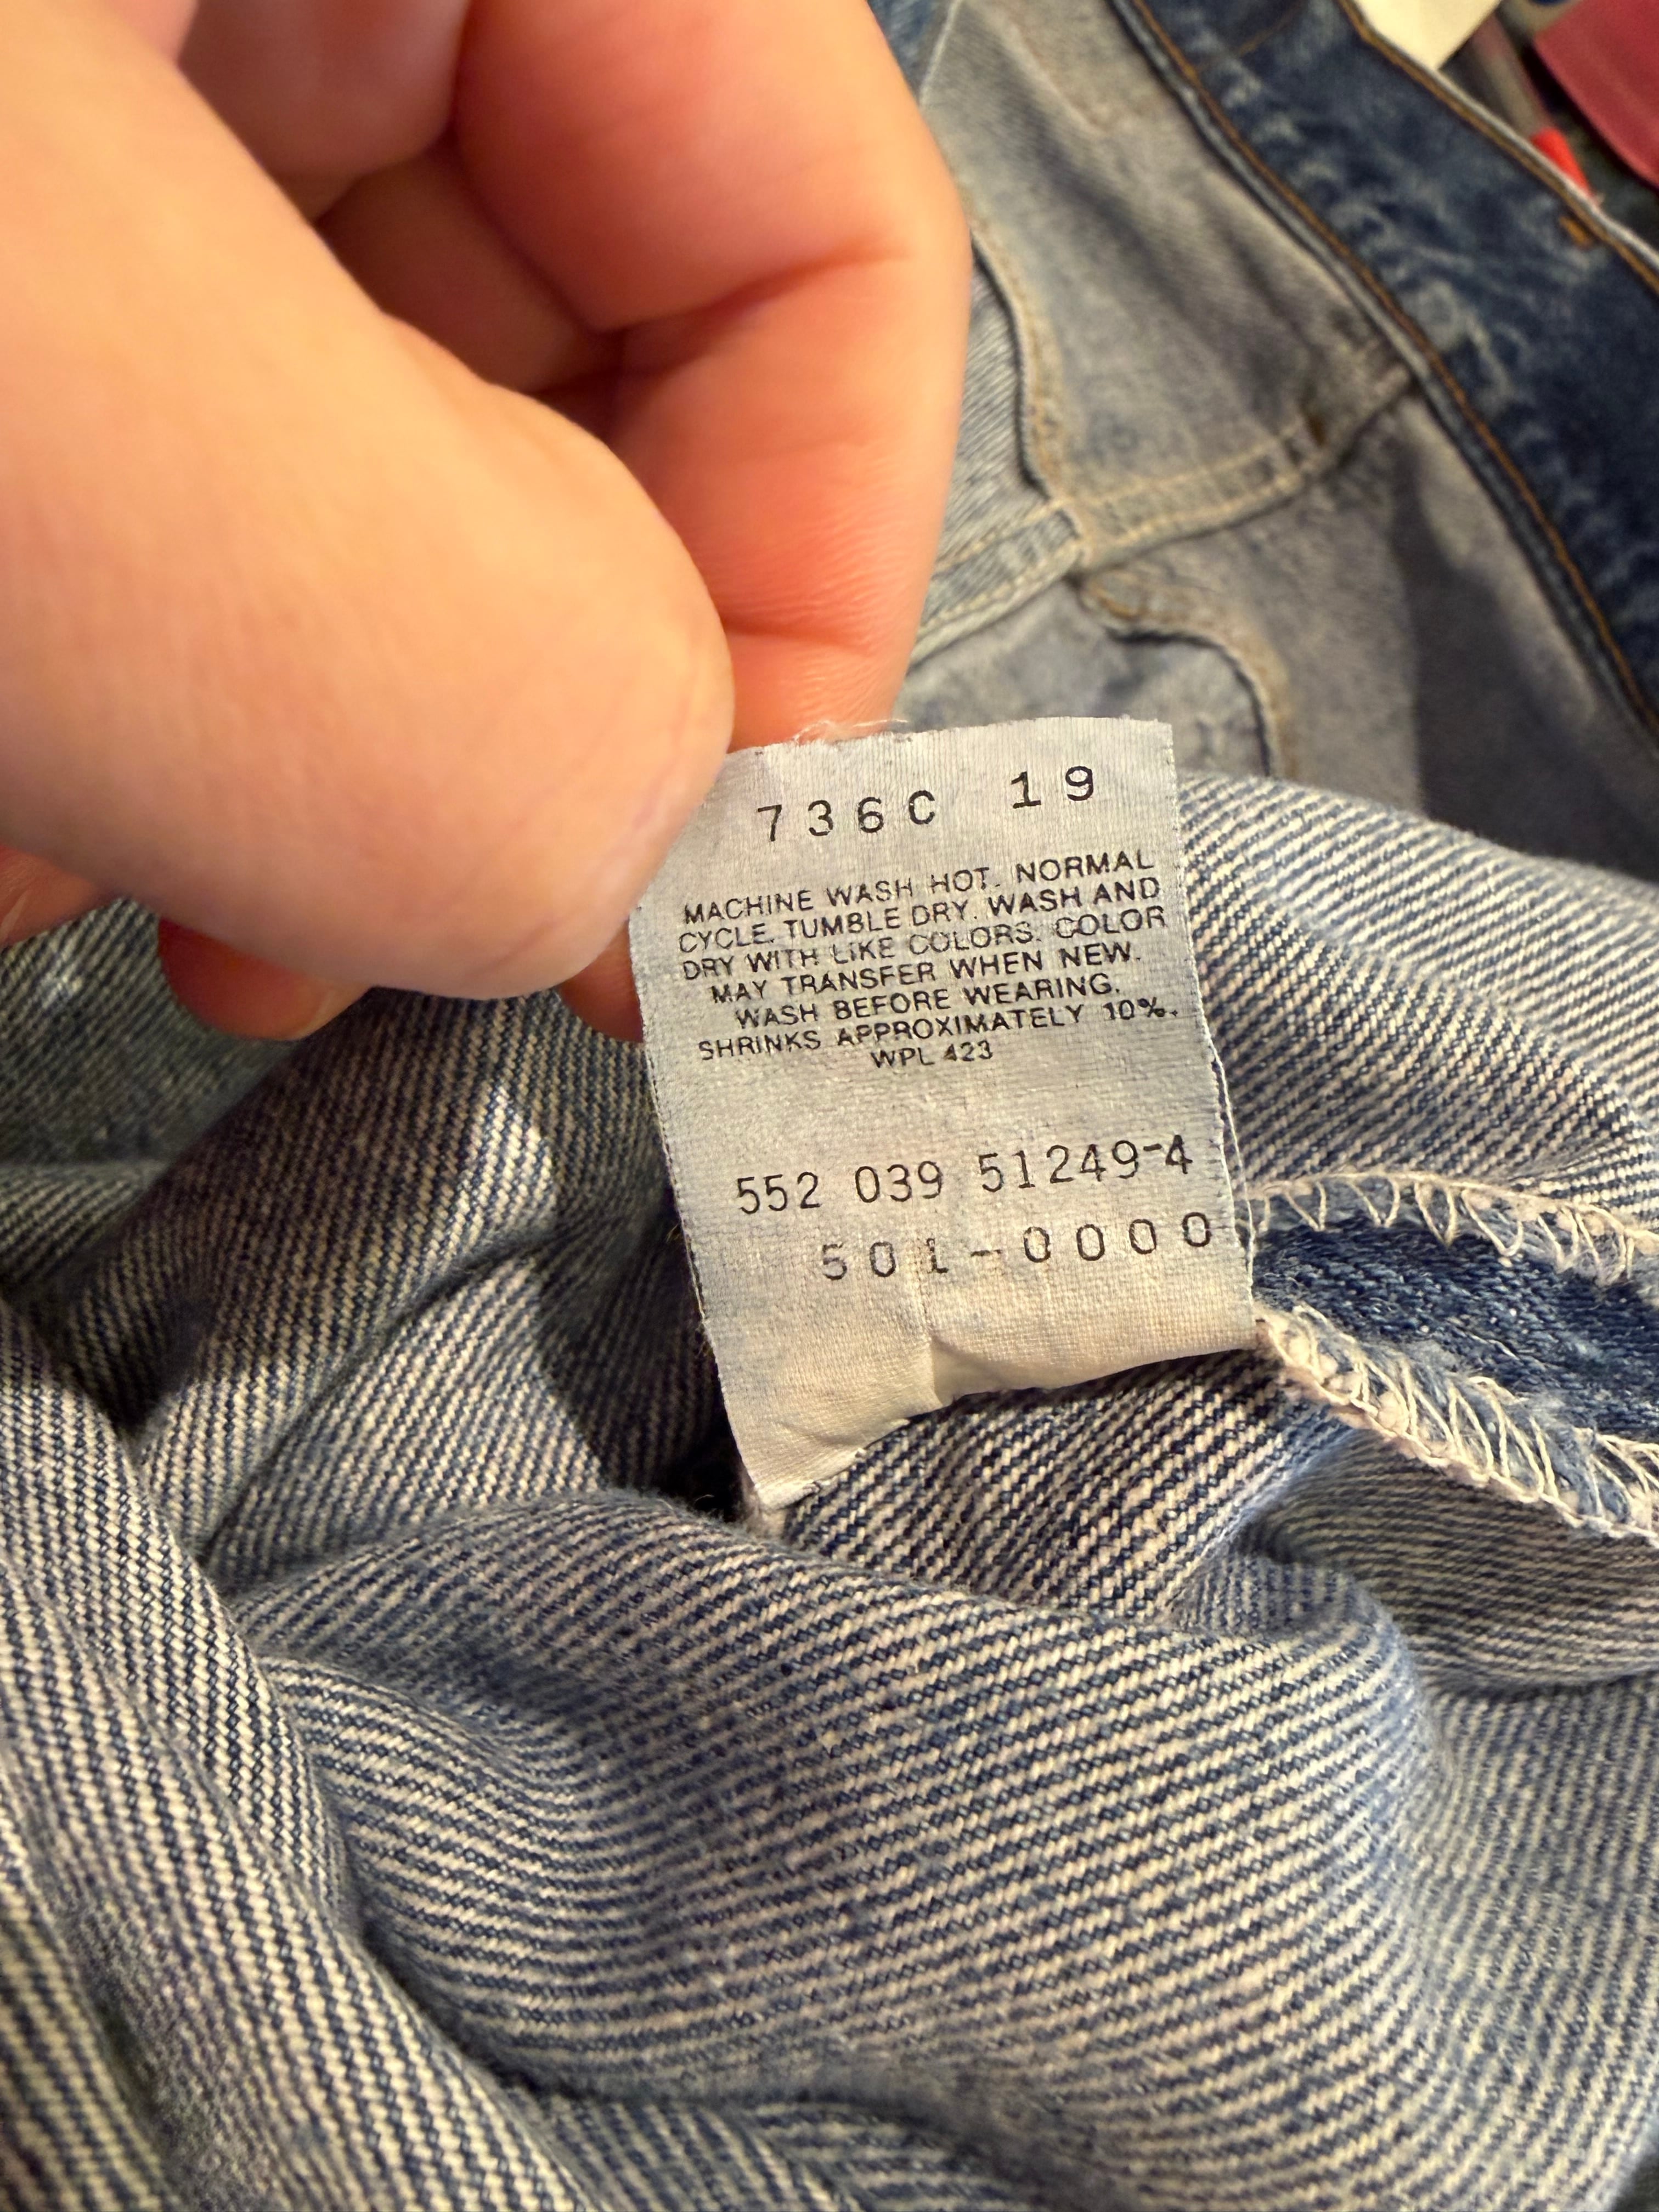 736C 19
MACHINE WASH HOT. NORMAL
CYCLE. TUMBLE DRY. WASH AND
DRY WITH LIKE COLORS. COLOR
MAY TRANSFER WHEN NEW.
WASH BEFORE WEARING.
SHRINKS APPROXIMATELY 10%.
WPL 423
552 039 51249-4
501-0000